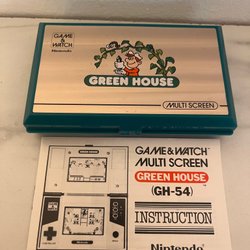 GAME & WATCH
Nintendo
GREEN HOUSE
MULTI SCREEN
GAME & WATCH
MULTI SCREEN
GREEN HOUSE
(GH-54)
INSTRUCTION
Nintendo